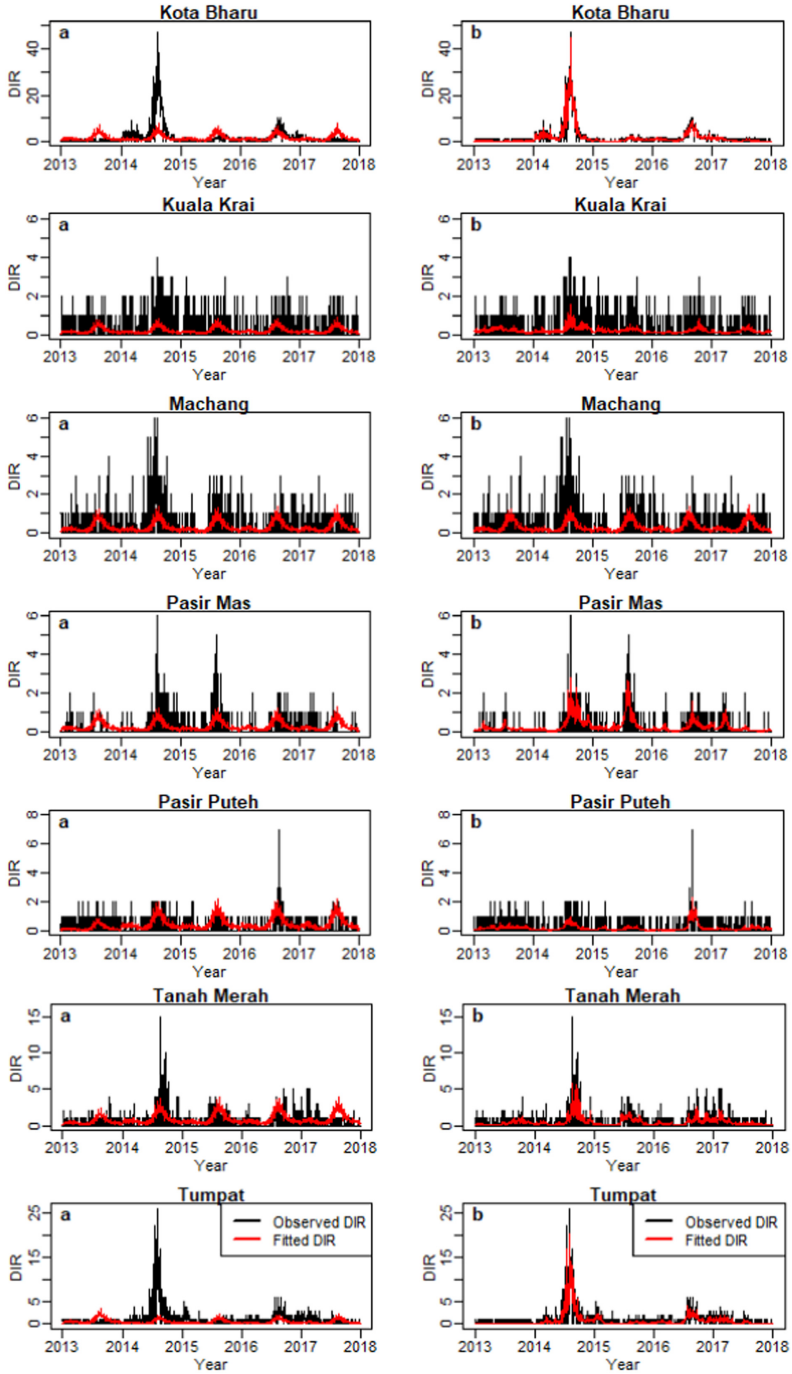 Kota Bharu Kota Bharu
a b
DIR DIR
40 40
20 20
0 0
2013 2014 2015 2016 2017 2018 2013 2014 2015 2016 2017 2018
Year Year
Kuala Krai Kuala Krai
a b
DIR DIR
6 6
4 4
2 2
0 0
2013 2014 2015 2016 2017 2018 2013 2014 2015 2016 2017 2018
Year Year
Machang Machang
a b
DIR DIR
6 6
4 4
2 2
0 0
2013 2014 2015 2016 2017 2018 2013 2014 2015 2016 2017 2018
Year Year
Pasir Mas Pasir Mas
a b
DIR DIR
6 6
4 4
2 2
0 0
2013 2014 2015 2016 2017 2018 2013 2014 2015 2016 2017 2018
Year Year
Pasir Puteh Pasir Puteh
a b
DIR DIR
8 8
6 6
4 4
2 2
0 0
2013 2014 2015 2016 2017 2018 2013 2014 2015 2016 2017 2018
Year Year
Tanah Merah Tanah Merah
a b
DIR DIR
15 15
10 10
5 5
0 0
2013 2014 2015 2016 2017 2018 2013 2014 2015 2016 2017 2018
Year Year
Tumpat Tumpat
a b
Observed DIR Observed DIR
Fitted DIR Fitted DIR
DIR DIR
25 25
15 15
5 5
0 0
2013 2014 2015 2016 2017 2018 2013 2014 2015 2016 2017 2018
Year Year